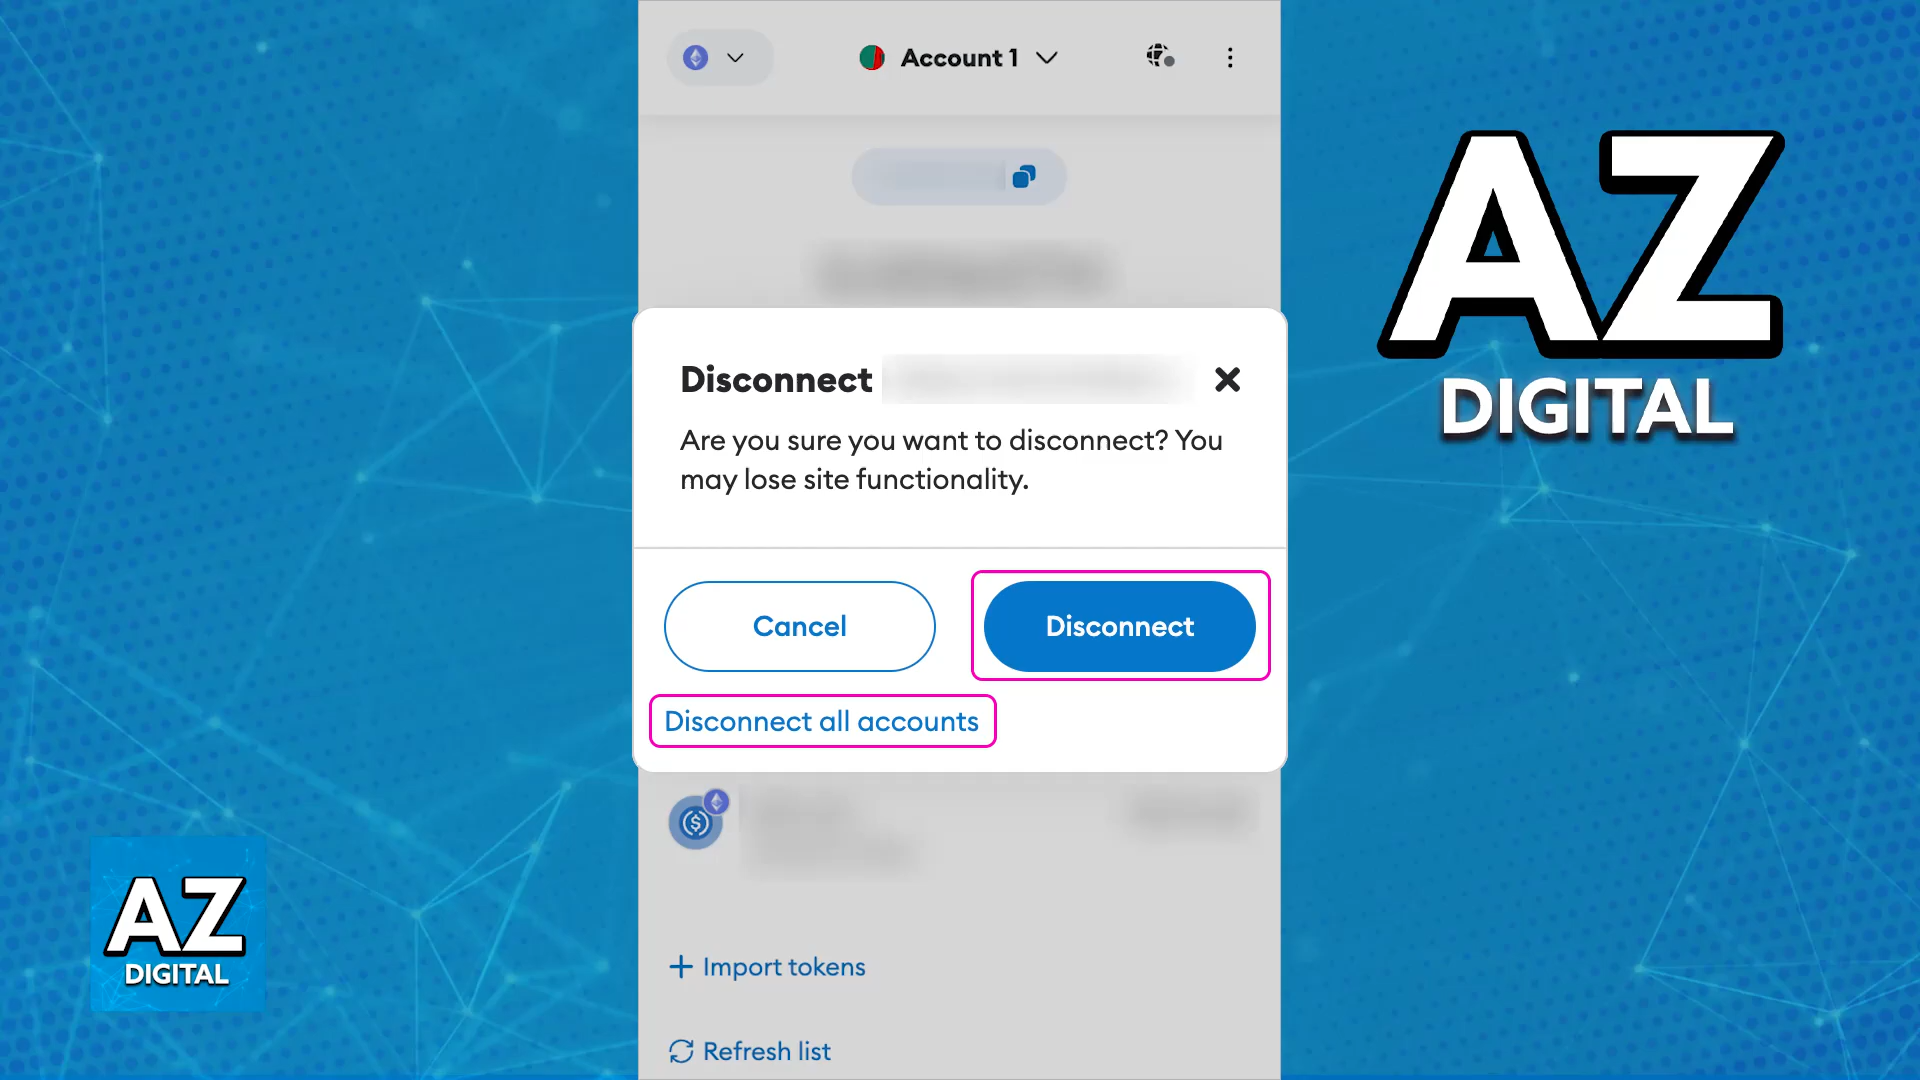 Account 1
AZ
DIGITAL
Disconnect
Are you sure you want to disconnect? You
may lose site functionality.
Cancel
Disconnect
Disconnect all accounts
AZ
DIGITAL
Import tokens
Refresh list